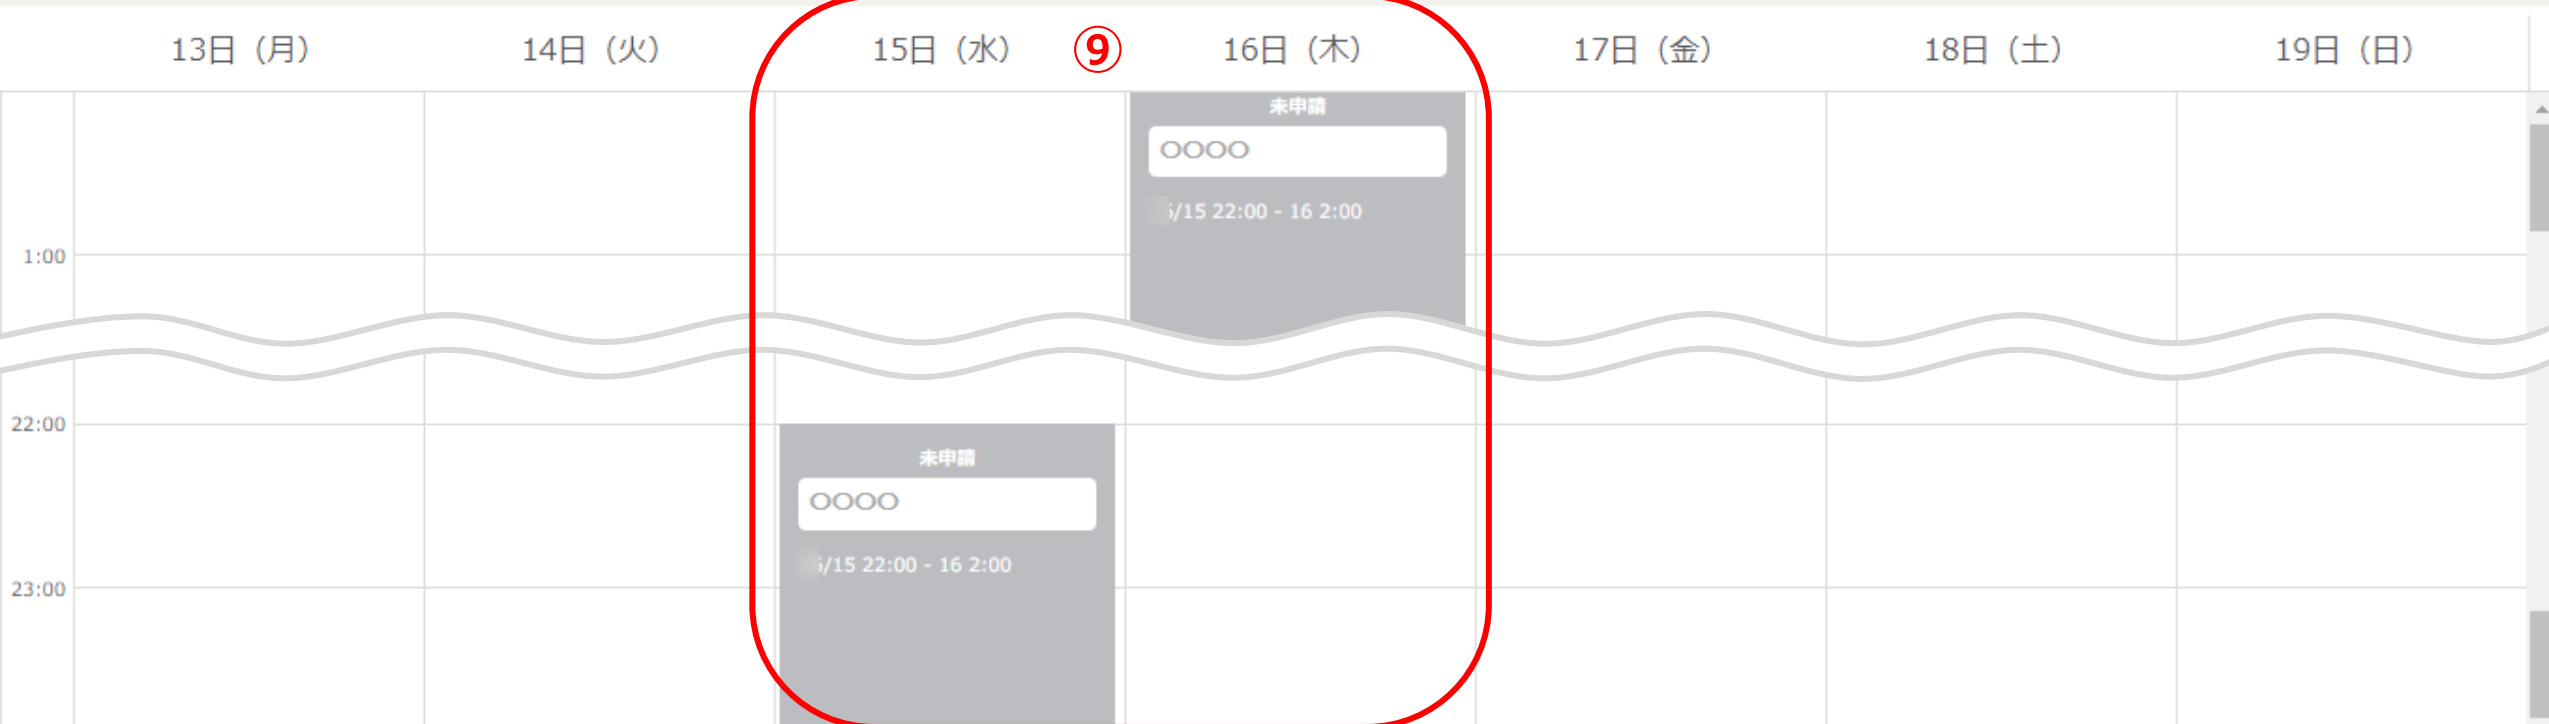 13日（月） 14日（火） 15日（水） ⑨ 16日（木） 17日（金） 18日（土） 19日（日）
未申請
〇〇〇〇
/15 22:00 - 16 2:00
1:00
22:00
未申請
〇〇〇〇
/15 22:00 - 16 2:00
23:00